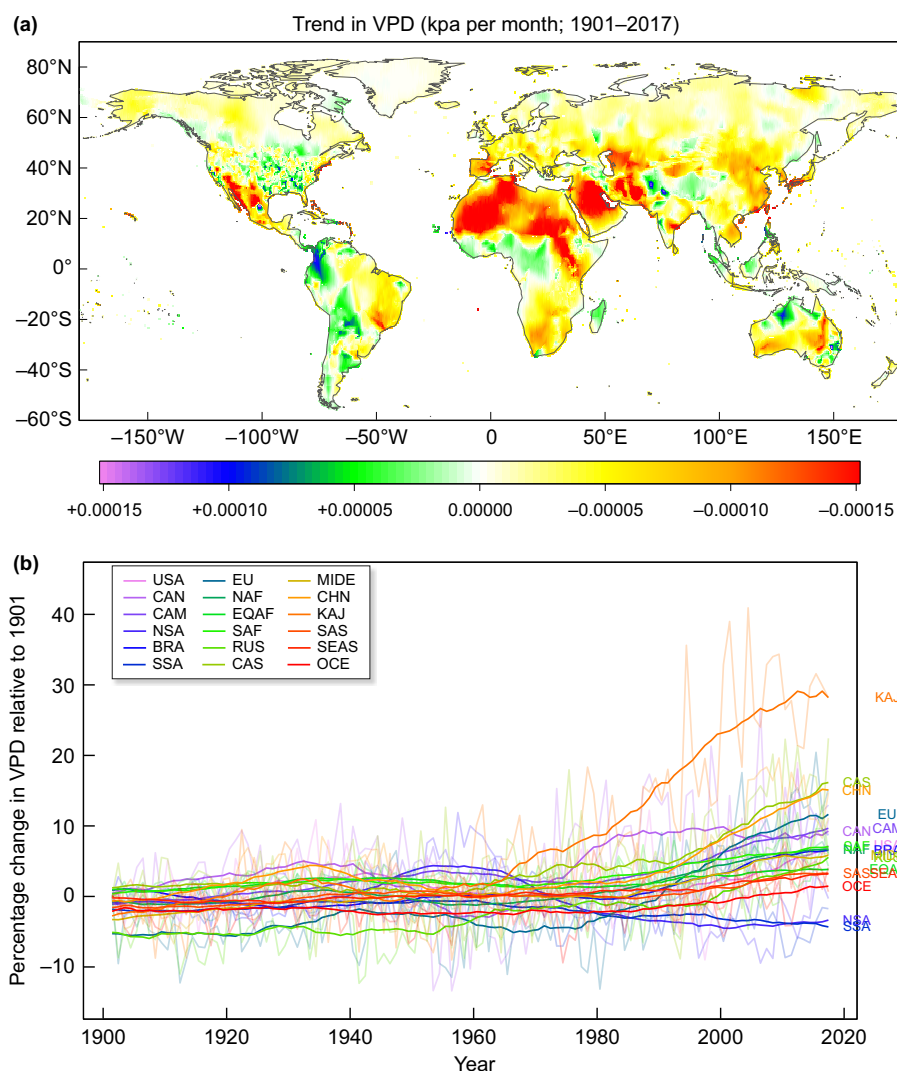 (a) Trend in VPD (kpa per month; 1901–2017)
80°N
60°N
40°N
20°N
0°
–20°S
–40°S
–60°S
–150°W –100°W –50°W 0 50°E 100°E 150°E
+0.00015 +0.00010 +0.00005 0.00000 –0.00005 –0.00010 –0.00015
(b)
USA EU MIDE
CAN NAF CHN
CAM EQAF KAJ
NSA SAF SAS
BRA RUS SEAS
SSA CAS OCE
Percentage change in VPD relative to 1901
40
30
20
10
0
–10
KAJ
CAS
CHN
EU
CAM
CAN
BRA
NAF
SAS
OCE
NSA
SSA
1900 1920 1940 1960 1980 2000 2020
Year